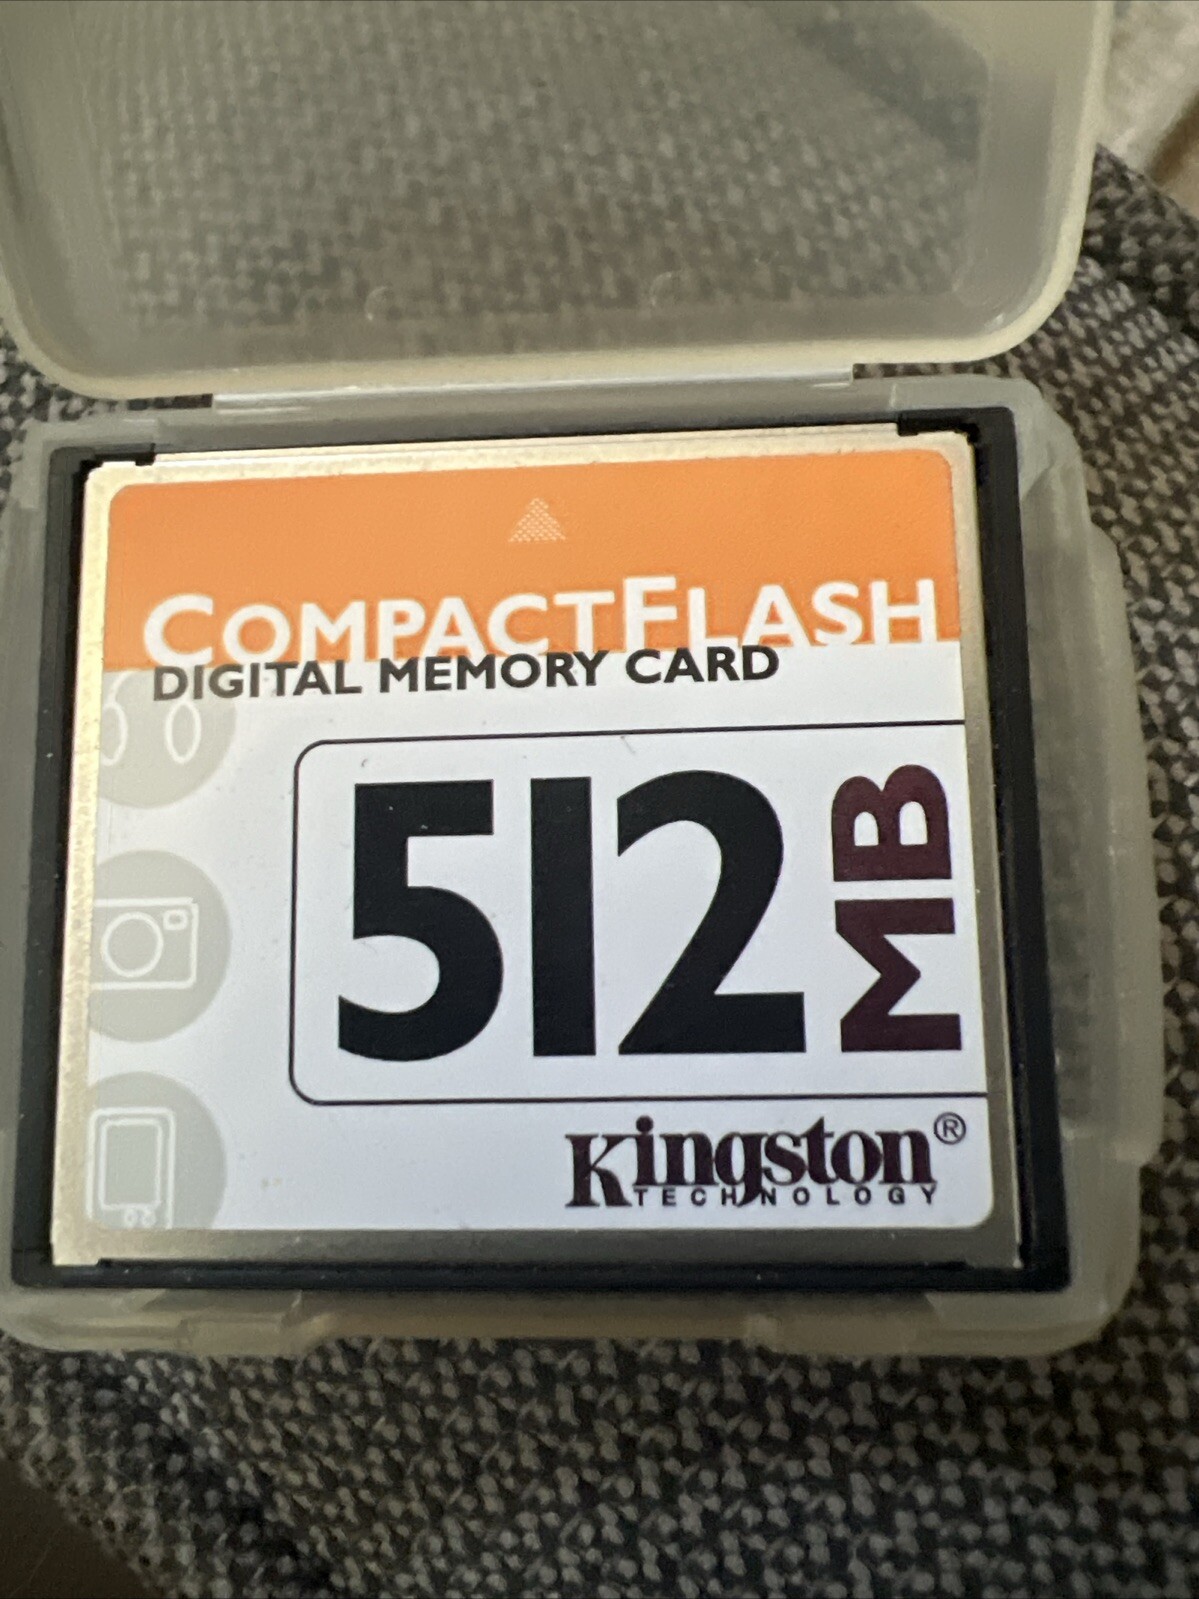 COMPACTFLASH
DIGITAL MEMORY CARD
512 MB
Kingston®
TECHNOLOGY